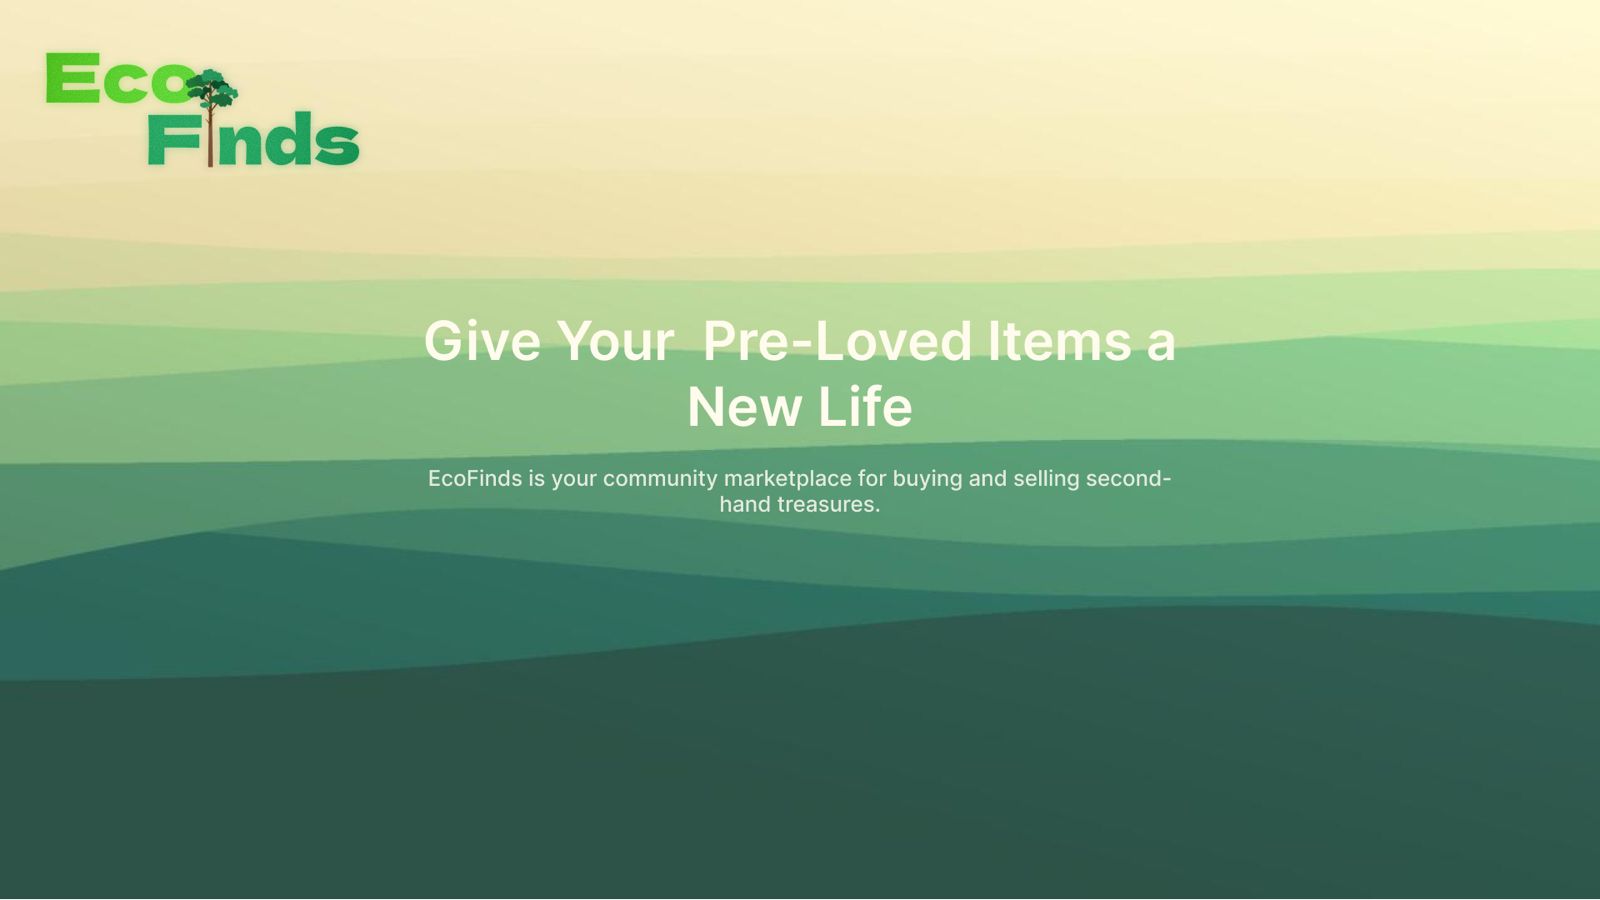 Eco
Finds
Give Your  Pre-Loved Items a
New Life
EcoFinds is your community marketplace for buying and selling second-
hand treasures.